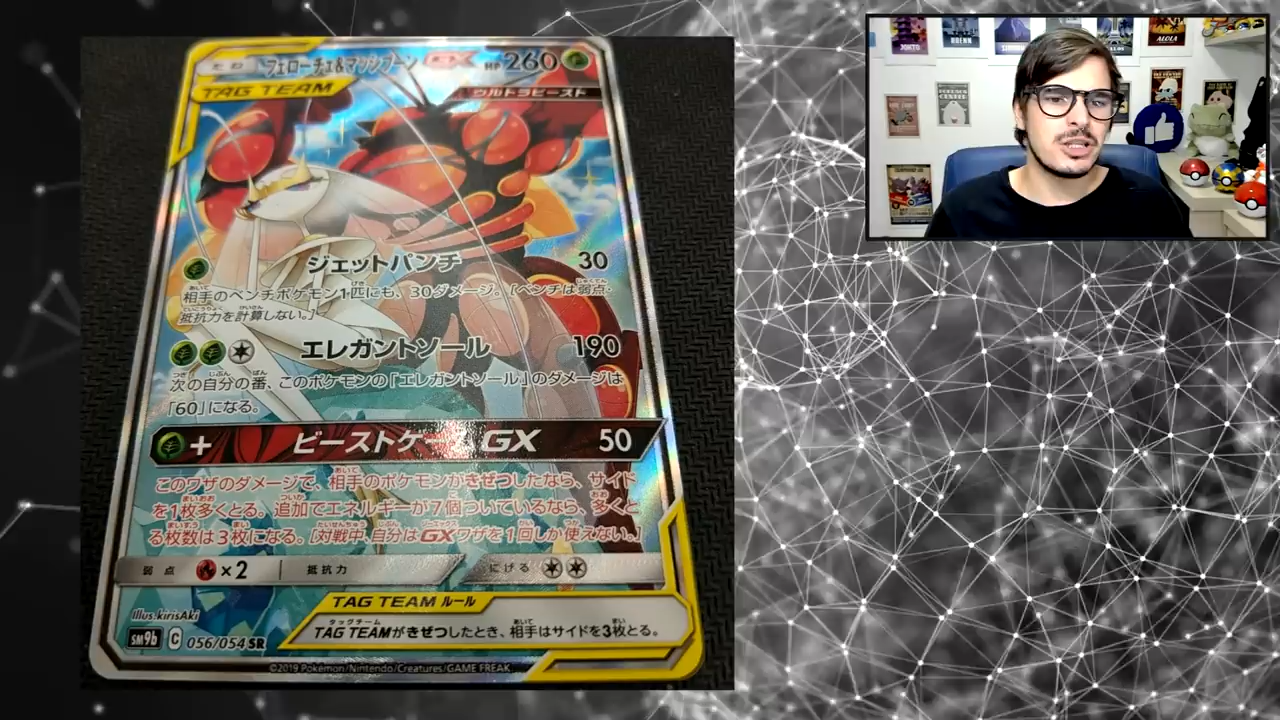 たね フェローチェ&マッシブーン GX HP 260
TAG TEAM
ウルトラビースト
ジェットパンチ 30
相手のベンチポケモン1匹にも、30ダメージ。[ベンチは弱点・
抵抗力を計算しない。]
エレガントソール 190
次の自分の番、このポケモンの「エレガントソール」のダメージは
「60」になる。
+ ビーストゲ GX 50
このワザのダメージで、相手のポケモンがきぜつしたなら、サイド
を1枚多くとる。追加でエネルギーが7個ついているなら、多くと
る枚数は3枚になる。[対戦中、自分はGXワザを1回しか使えない。]
弱点 ×2 抵抗力 にげる
Illus.kirisAki
TAG TEAM ルール
TAG TEAMがきぜつしたとき、相手はサイドを3枚とる。
SM9b C 056/054 SR
©2019 Pokémon/Nintendo/Creatures/GAME FREAK
JOHTO
HOENN
ALOLA